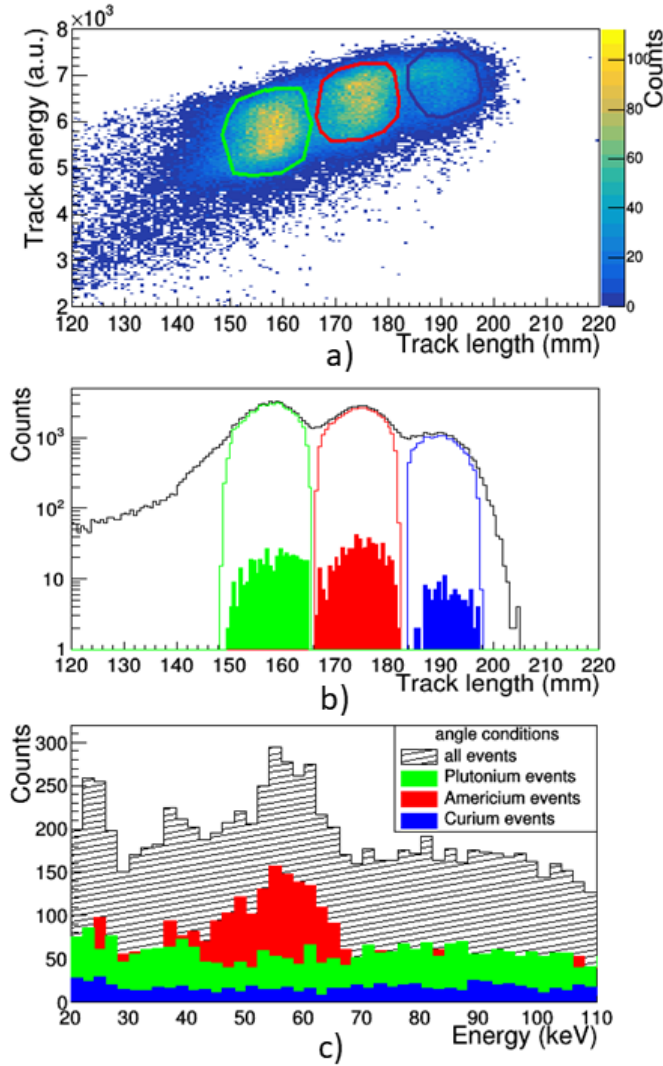 ×10³
8
7
6
5
4
3
2
Track energy (a.u.)
120 130 140 150 160 170 180 190 200 210 220
Track length (mm)
100
80
60
40
20
0
Counts
a)
Counts
10³
10²
10
1
120 130 140 150 160 170 180 190 200 210 220
Track length (mm)
b)
Counts
300
250
200
150
100
50
0
angle conditions
all events
Plutonium events
Americium events
Curium events
20 30 40 50 60 70 80 90 100 110
Energy (keV)
c)